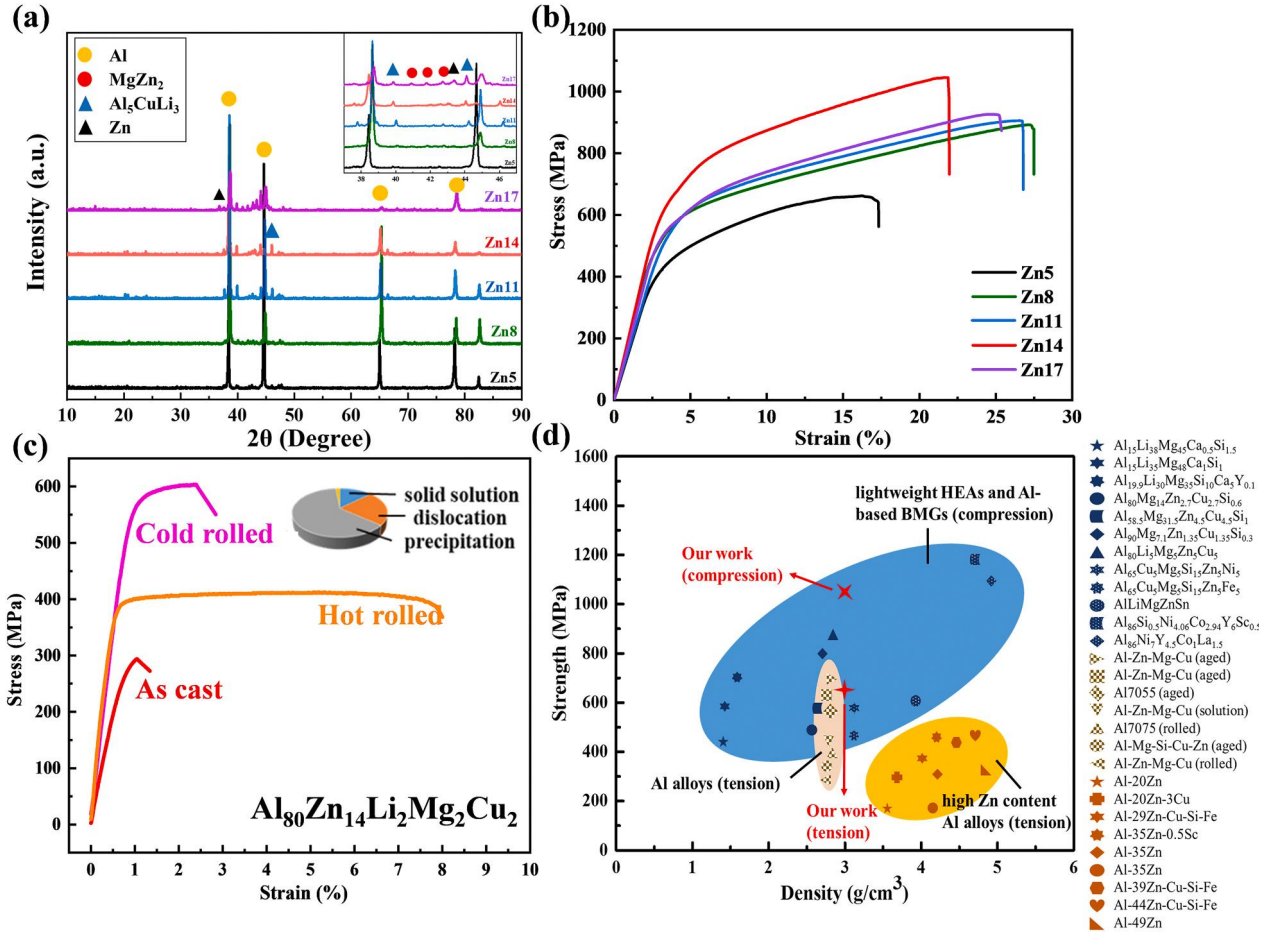 (a)
Al
MgZn₂
Al₅CuLi₃
Zn
Zn17
Zn14
Zn11
Zn8
Zn5
38 40 42 44 46
Zn17
Zn14
Zn11
Zn8
Zn5
Intensity (a.u.)
10 20 30 40 50 60 70 80 90
2θ (Degree)
(b)
1200
1000
800
600
400
200
0
Stress (MPa)
Zn5
Zn8
Zn11
Zn14
Zn17
0 5 10 15 20 25 30
Strain (%)
(c)
600
500
400
300
200
100
0
Stress (MPa)
solid solution
dislocation
precipitation
Cold rolled
Hot rolled
As cast
Al₈₀Zn₁₄Li₂Mg₂Cu₂
0 1 2 3 4 5 6 7 8 9
Strain (%)
(d)
1600
1400
1200
1000
800
600
400
200
0
Strength (MPa)
lightweight HEAs and Al-
based BMGs (compression)
Our work
(compression)
Al alloys (tension)
Our work
(tension)
high Zn content
Al alloys (tension)
0 1 2 3 4 5 6
Density (g/cm³)
Al₁₅Li₃₈Mg₄₅Ca₀.₅Si₁.₅
Al₁₅Li₃₅Mg₄₈Ca₁Si₁
Al₁₉.₉Li₃₀Mg₃₅Si₁₀Ca₅Y₀.₁
Al₈₀Mg₁₄Zn₂.₇Cu₂.₇Si₀.₆
Al₅₈.₅Mg₃₁.₅Zn₄.₅Cu₄.₅Si₁
Al₉₀Mg₇.₁Zn₁.₃₅Cu₁.₃₅Si₀.₃
Al₈₀Li₅Mg₅Zn₅Cu₅
Al₆₅Cu₅Mg₅Si₁₅Zn₅Ni₅
Al₆₅Cu₅Mg₅Si₁₅Zn₅Fe₅
AlLiMgZnSn
Al₈₆Si₀.₅Ni₄.₀₆Co₂.₉₄Y₆Sc₀.₅
Al₈₆Ni₇Y₄.₅Co₁La₁.₅
Al-Zn-Mg-Cu (aged)
Al-Zn-Mg-Cu (aged)
Al7055 (aged)
Al-Zn-Mg-Cu (solution)
Al7075 (rolled)
Al-Mg-Si-Cu-Zn (aged)
Al-Zn-Mg-Cu (rolled)
Al-20Zn
Al-20Zn-3Cu
Al-29Zn-Cu-Si-Fe
Al-35Zn-0.5Sc
Al-35Zn
Al-35Zn
Al-39Zn-Cu-Si-Fe
Al-44Zn-Cu-Si-Fe
Al-49Zn